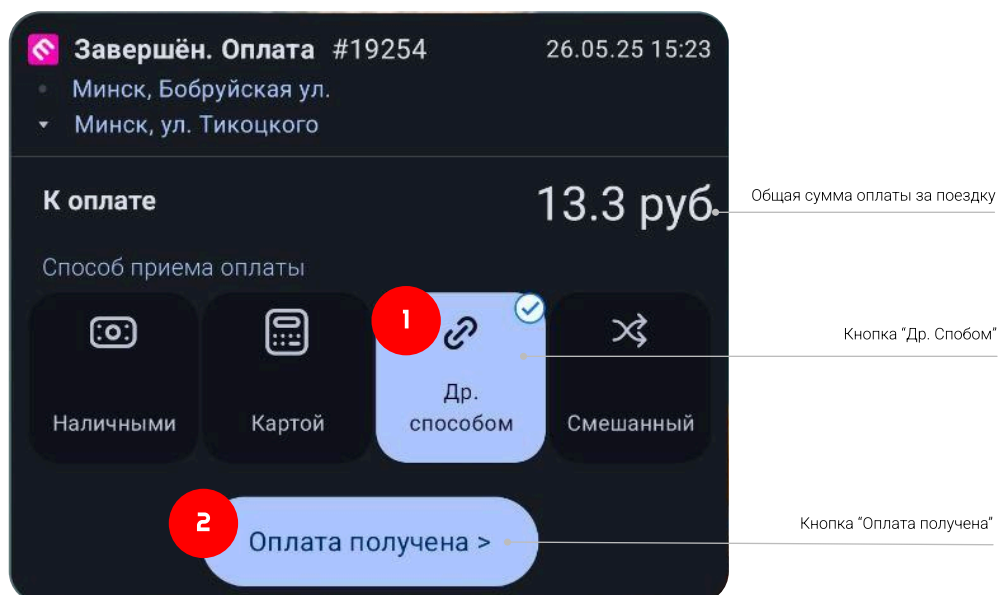 Завершён. Оплата #19254 26.05.25 15:23
Минск, Бобруйская ул.
Минск, ул. Тикоцкого
К оплате 13.3 руб
Общая сумма оплаты за поездку
Способ приема оплаты
1
Кнопка “Др. Спобом”
Наличными
Картой
Др.
способом
Смешанный
2
Оплата получена >
Кнопка “Оплата получена”